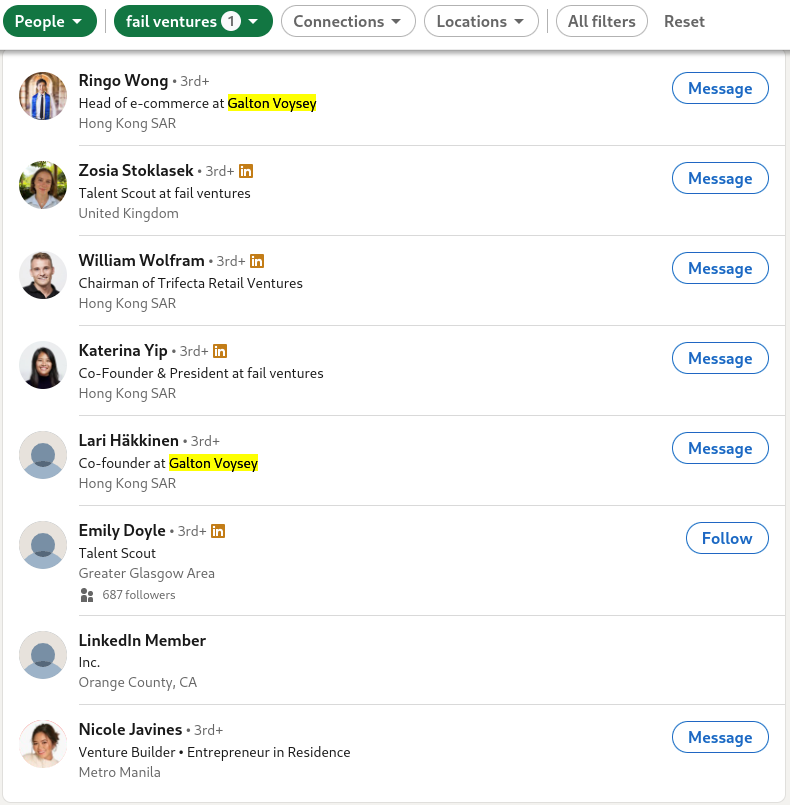 People
fail ventures 1
Connections
Locations
All filters
Reset
Ringo Wong • 3rd+
Head of e-commerce at Galton Voysey
Hong Kong SAR
Message
Zosia Stoklasek • 3rd+ in
Talent Scout at fail ventures
United Kingdom
Message
William Wolfram • 3rd+ in
Chairman of Trifecta Retail Ventures
Hong Kong SAR
Message
Katerina Yip • 3rd+ in
Co-Founder & President at fail ventures
Hong Kong SAR
Message
Lari Häkkinen • 3rd+
Co-founder at Galton Voysey
Hong Kong SAR
Message
Emily Doyle • 3rd+ in
Talent Scout
Greater Glasgow Area
687 followers
Follow
LinkedIn Member
Inc.
Orange County, CA
Nicole Javines • 3rd+
Venture Builder • Entrepreneur in Residence
Metro Manila
Message